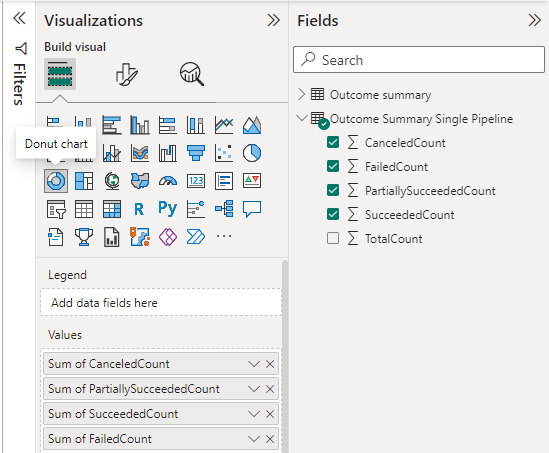 Visualizations
Build visual
Filters
Donut chart
123
R
Py
...
Legend
Add data fields here
Values
Sum of CanceledCount
Sum of PartiallySucceededCount
Sum of SucceededCount
Sum of FailedCount
Fields
Search
Outcome summary
Outcome Summary Single Pipeline
CanceledCount
FailedCount
PartiallySucceededCount
SucceededCount
TotalCount